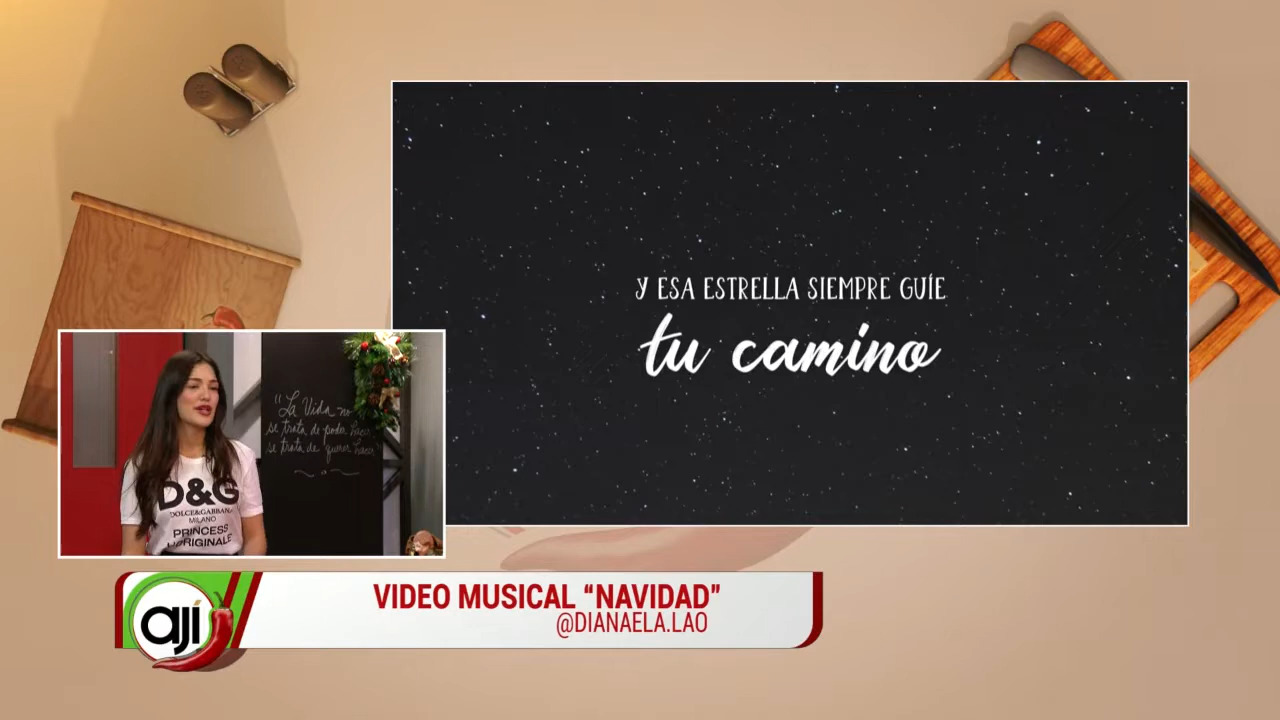 Y ESA ESTRELLA SIEMPRE GUÍE
tu camino
"La Vida no
se trata de poder hacer
se trata de querer hacer
D&G
DOLCE&GABBANA
MILANO
PRINCESS
ORIGINALE
VIDEO MUSICAL “NAVIDAD”
@DIANAELA.LAO
ají